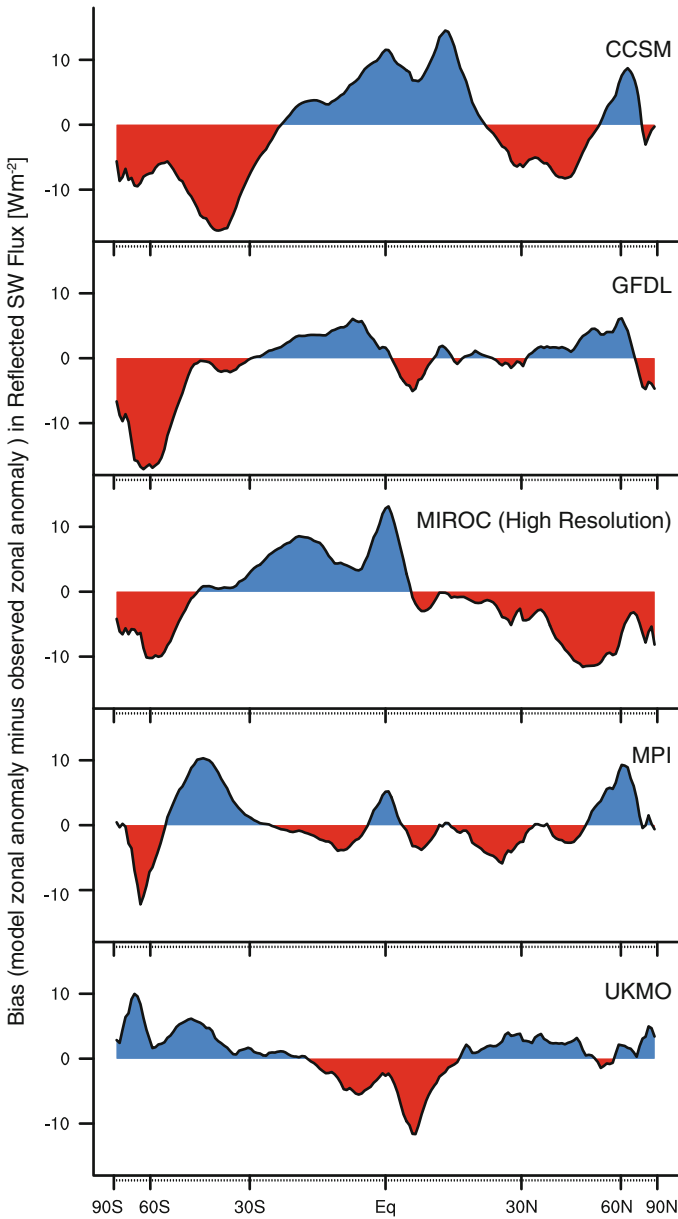 Bias (model zonal anomaly minus observed zonal anomaly ) in Reflected SW Flux [Wm-2]
CCSM
10
0
-10
GFDL
10
0
-10
MIROC (High Resolution)
10
0
-10
MPI
10
0
-10
UKMO
10
0
-10
90S 60S 30S Eq 30N 60N 90N